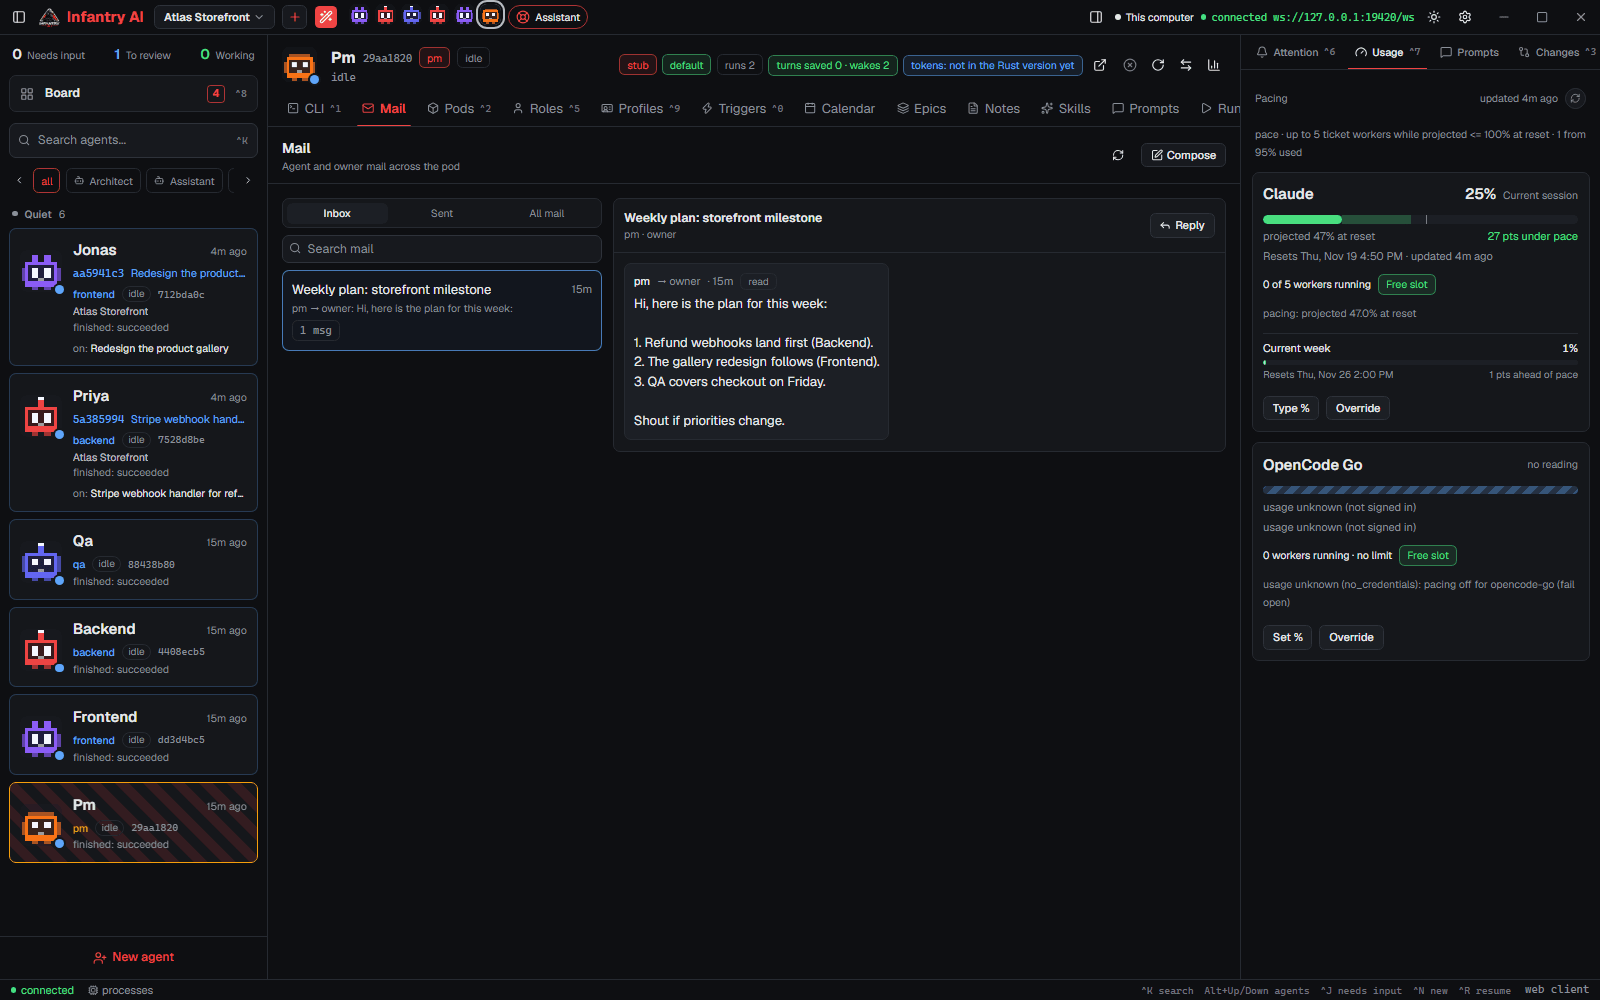 Infantry AI
Atlas Storefront
Assistant
This computer
connected ws://127.0.0.1:19420/ws
0 Needs input
1 To review
0 Working
Board
4
^8
Search agents...
^K
all
Architect
Assistant
Quiet 6
Jonas
4m ago
aa5941c3 Redesign the product...
frontend idle 712bda0c
Atlas Storefront
finished: succeeded
on: Redesign the product gallery
Priya
4m ago
5a385994 Stripe webhook hand...
backend idle 7528d8be
Atlas Storefront
finished: succeeded
on: Stripe webhook handler for ref...
Qa
15m ago
qa idle 88438b80
finished: succeeded
Backend
15m ago
backend idle 4408ecb5
finished: succeeded
Frontend
15m ago
frontend idle dd3d4bc5
finished: succeeded
Pm
15m ago
pm idle 29aa1820
finished: succeeded
New agent
Pm 29aa1820 pm idle
idle
stub
default
runs 2
turns saved 0 · wakes 2
tokens: not in the Rust version yet
CLI ^1
Mail
Pods ^2
Roles ^5
Profiles ^9
Triggers ^0
Calendar
Epics
Notes
Skills
Prompts
Run
Mail
Agent and owner mail across the pod
Compose
Inbox
Sent
All mail
Search mail
Weekly plan: storefront milestone
15m
pm → owner: Hi, here is the plan for this week:
1 msg
Weekly plan: storefront milestone
pm · owner
Reply
pm → owner · 15m read
Hi, here is the plan for this week:
1. Refund webhooks land first (Backend).
2. The gallery redesign follows (Frontend).
3. QA covers checkout on Friday.
Shout if priorities change.
Attention ^6
Usage ^7
Prompts
Changes ^3
Pacing
updated 4m ago
pace · up to 5 ticket workers while projected <= 100% at reset · 1 from
95% used
Claude
25% Current session
projected 47% at reset
27 pts under pace
Resets Thu, Nov 19 4:50 PM · updated 4m ago
0 of 5 workers running
Free slot
pacing: projected 47.0% at reset
Current week
1%
Resets Thu, Nov 26 2:00 PM
1 pts ahead of pace
Type %
Override
OpenCode Go
no reading
usage unknown (not signed in)
usage unknown (not signed in)
0 workers running · no limit
Free slot
usage unknown (no_credentials): pacing off for opencode-go (fail
open)
Set %
Override
connected
processes
^K search
Alt+Up/Down agents
^J needs input
^N new
^R resume
web client